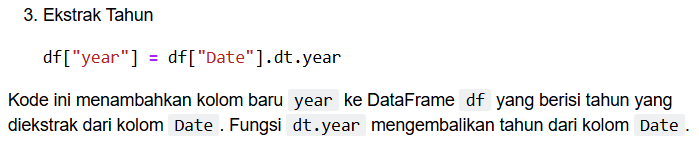 3. Ekstrak Tahun
df["year"] = df["Date"].dt.year
Kode ini menambahkan kolom baru year ke DataFrame df yang berisi tahun yang
diekstrak dari kolom Date . Fungsi dt.year mengembalikan tahun dari kolom Date .